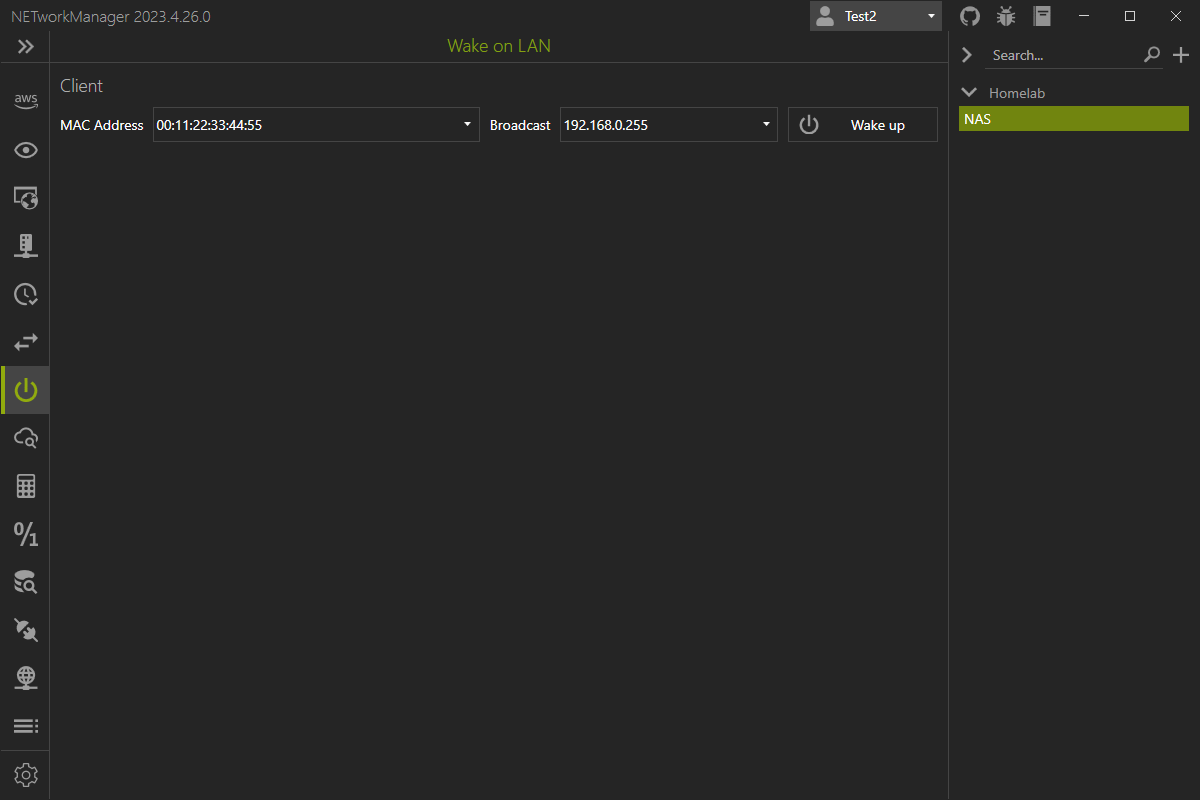 NETworkManager 2023.4.26.0
Test2
Wake on LAN
Search...
Client
Homelab
aws
MAC Address 00:11:22:33:44:55 Broadcast 192.168.0.255 Wake up
NAS
0/1